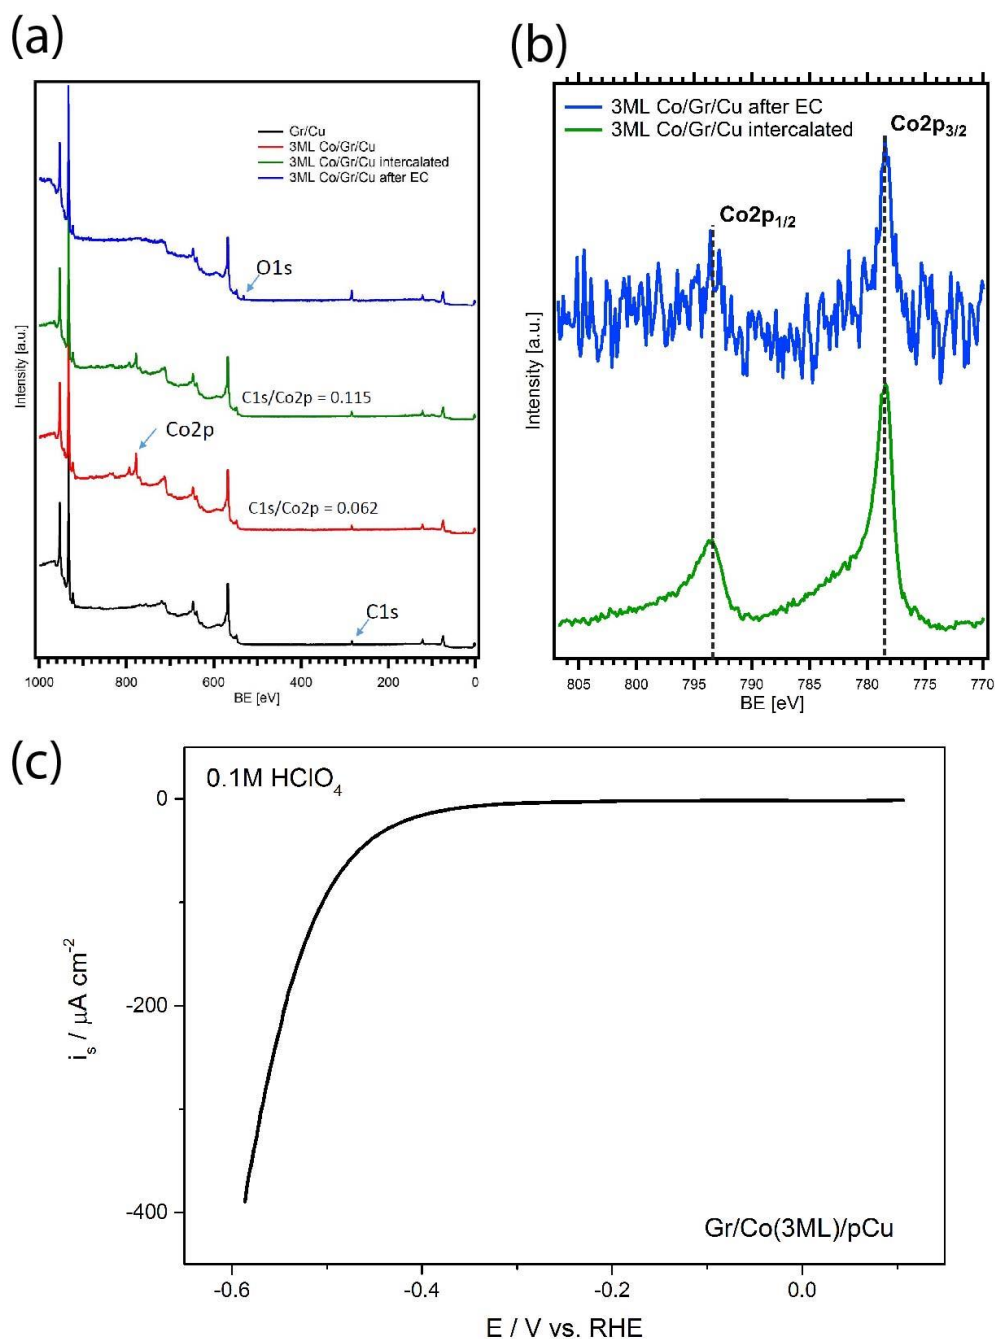 (a)
Gr/Cu
3ML Co/Gr/Cu
3ML Co/Gr/Cu intercalated
3ML Co/Gr/Cu after EC
O1s
C1s/Co2p = 0.115
Co2p
C1s/Co2p = 0.062
C1s
Intensity [a.u.]
1000 800 600 400 200 0
BE [eV]
(b)
3ML Co/Gr/Cu after EC
3ML Co/Gr/Cu intercalated
Co2p3/2
Co2p1/2
Intensity [a.u.]
805 800 795 790 785 780 775 770
BE [eV]
(c)
0.1M HClO4
0
-200
-400
is / μA cm-2
Gr/Co(3ML)/pCu
-0.6 -0.4 -0.2 0.0
E / V vs. RHE